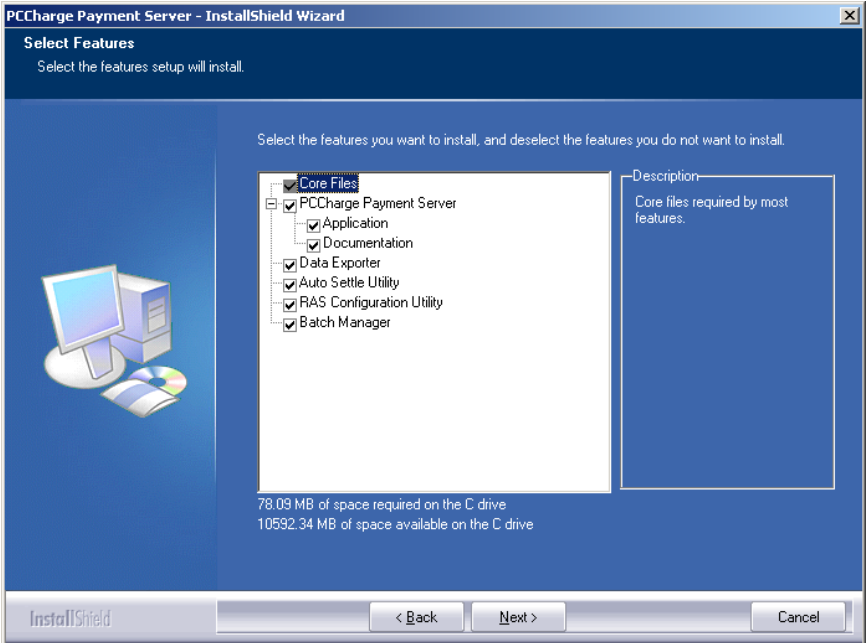 PCCharge Payment Server - InstallShield Wizard
Select Features
Select the features setup will install.
Select the features you want to install, and deselect the features you do not want to install.
Core Files
PCCharge Payment Server
Application
Documentation
Data Exporter
Auto Settle Utility
RAS Configuration Utility
Batch Manager
Description
Core files required by most
features.
78.09 MB of space required on the C drive
10592.34 MB of space available on the C drive
InstallShield
< Back
Next >
Cancel